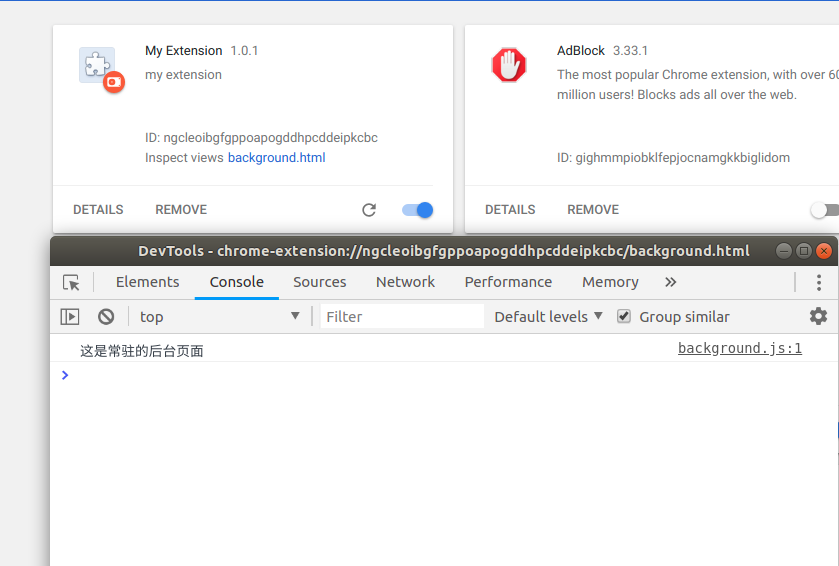 My Extension 1.0.1
my extension
ID: ngcleoibgfgppoapogddhpcddeipkcbc
Inspect views background.html
DETAILS REMOVE
AdBlock 3.33.1
The most popular Chrome extension, with over 60
million users! Blocks ads all over the web.
ID: gighmmpiobklfepjocnamgkkbiglidom
DETAILS REMOVE
DevTools - chrome-extension://ngcleoibgfgppoapogddhpcddeipkcbc/background.html
Elements Console Sources Network Performance Memory
top Filter Default levels Group similar
这是常驻的后台页面 background.js:1